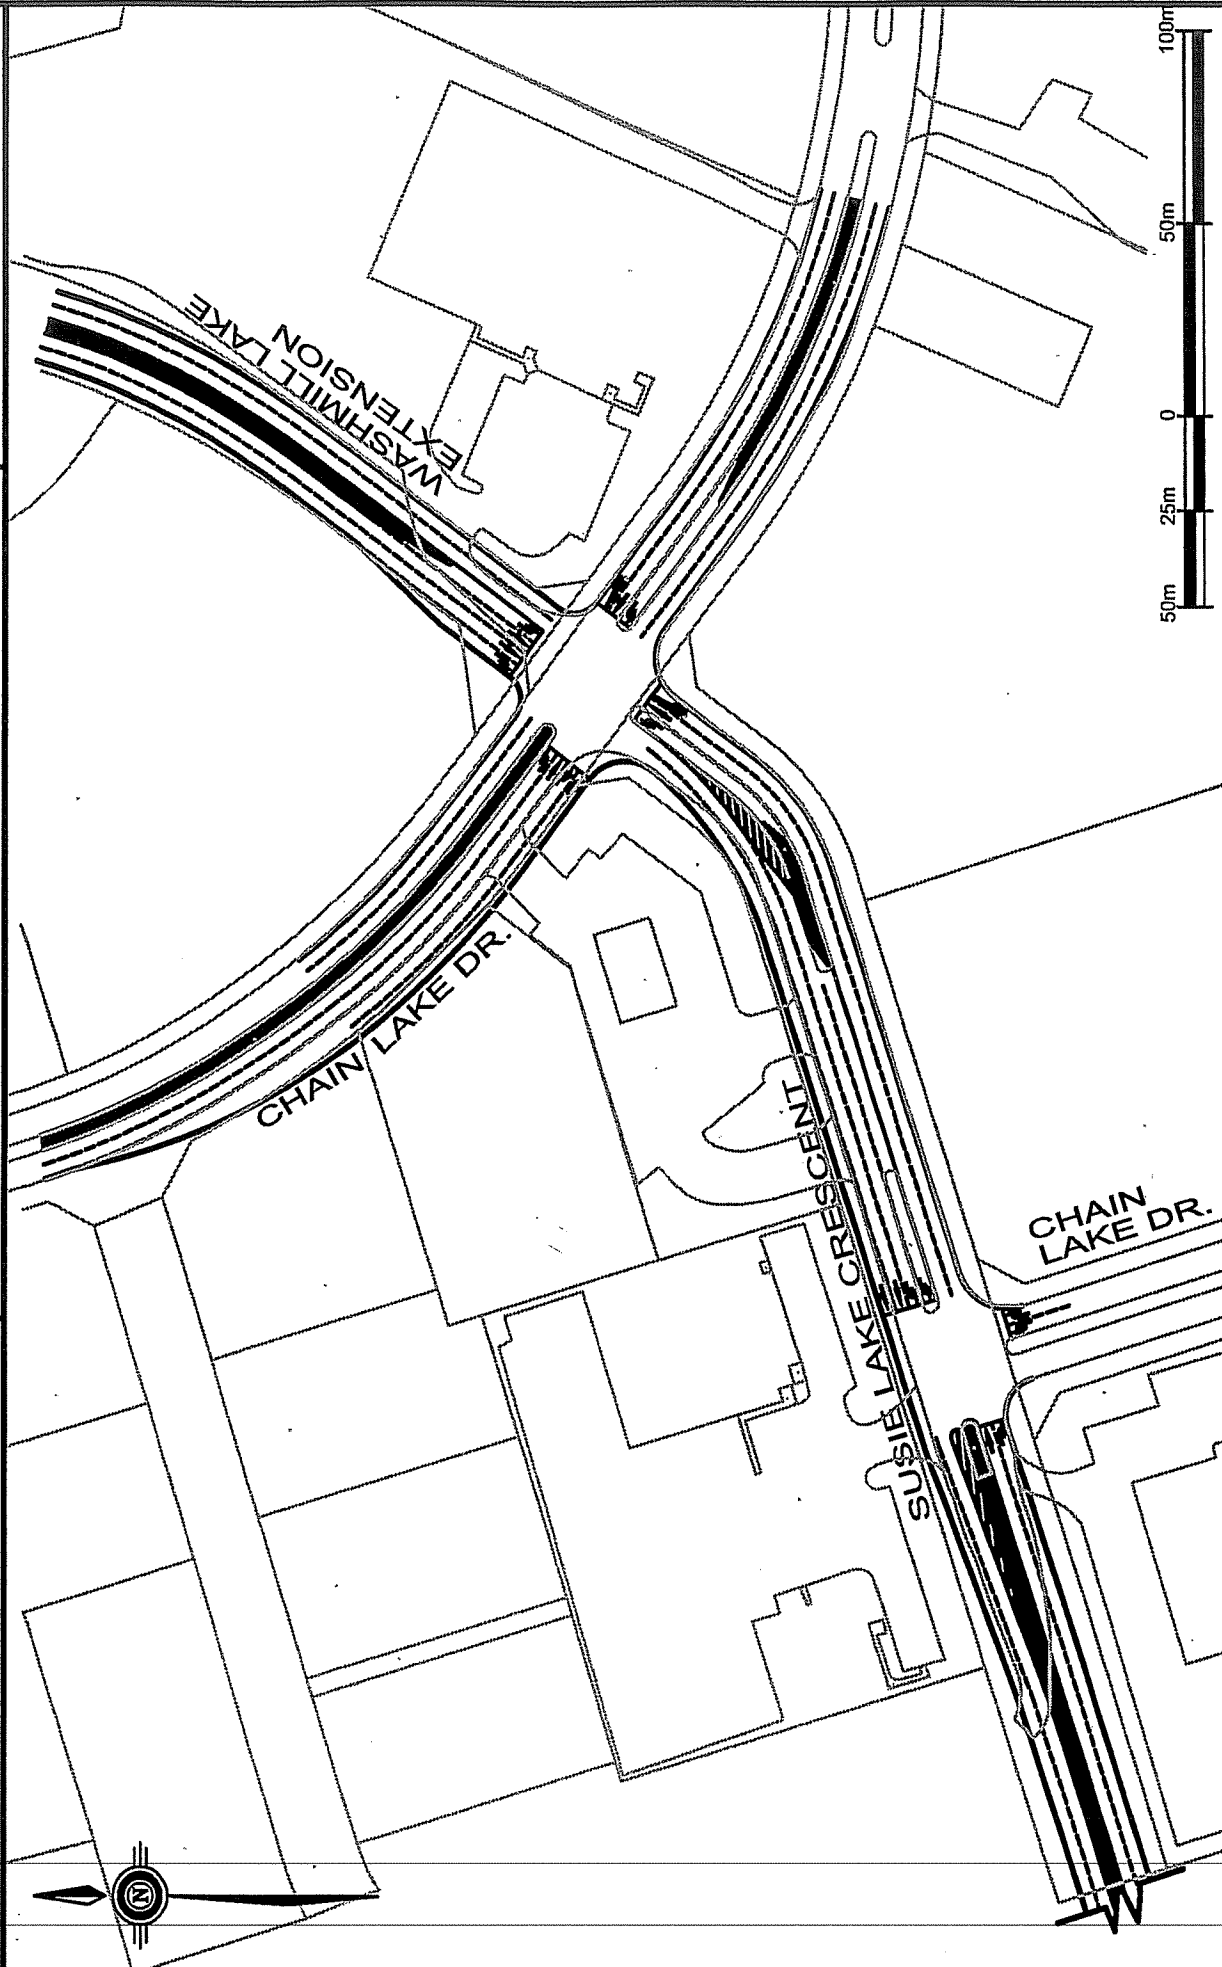 WASHMILL LAKE
EXTENSION
CHAIN LAKE DR.
SUSIE LAKE CRESCENT
CHAIN
LAKE DR.
50m
25m
0
50m
100m
N